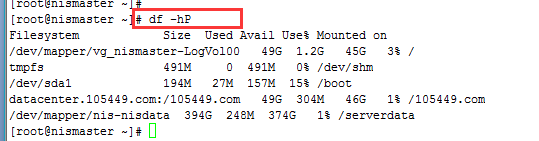 [root@nismaster ~]#
[root@nismaster ~]# df -hP
Filesystem Size Used Avail Use% Mounted on
/dev/mapper/vg_nismaster-LogVol00 49G 1.2G 45G 3% /
tmpfs 491M 0 491M 0% /dev/shm
/dev/sda1 194M 27M 157M 15% /boot
datacenter.105449.com:/105449.com 49G 304M 46G 1% /105449.com
/dev/mapper/nis-nisdata 394G 248M 374G 1% /serverdata
[root@nismaster ~]#